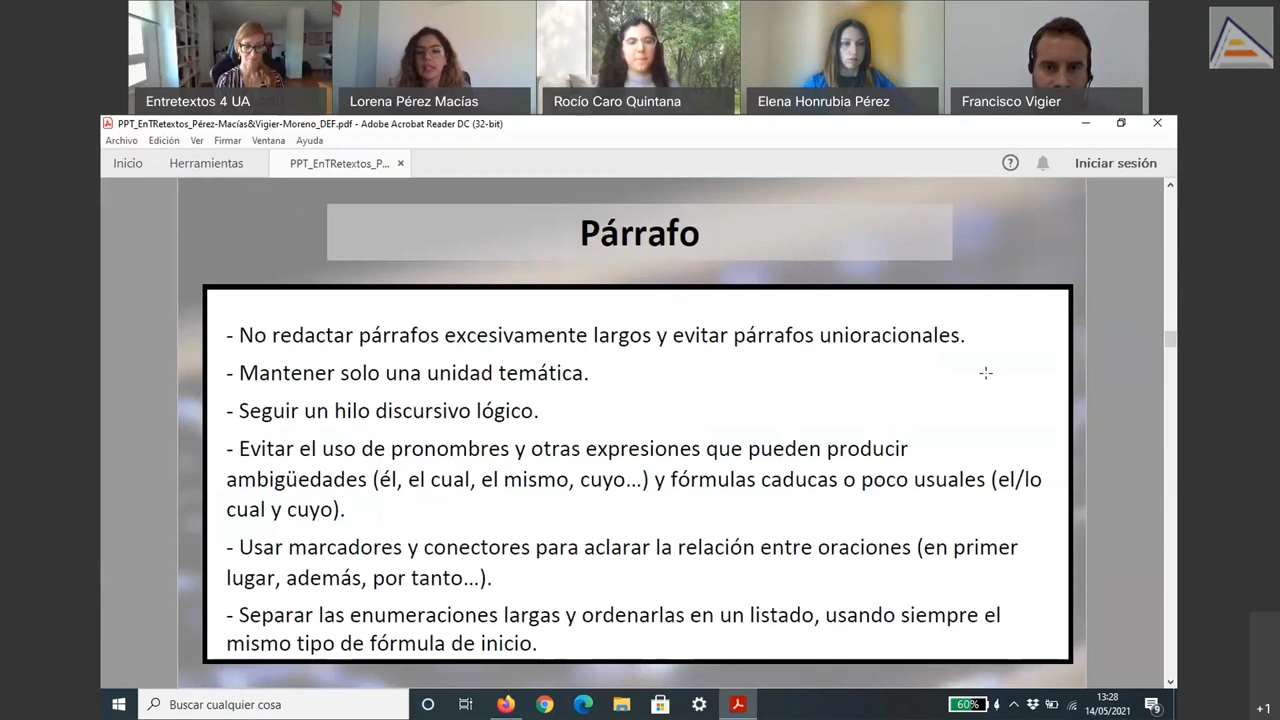 Entretextos 4 UA
Lorena Pérez Macías
Rocío Caro Quintana
Elena Honrubia Pérez
Francisco Vigier
PPT_EnTRetextos_Pérez-Macías&Vigier-Moreno_DEF.pdf - Adobe Acrobat Reader DC (32-bit)
Archivo Edición Ver Firmar Ventana Ayuda
Inicio Herramientas PPT_EnTRetextos_P... × Iniciar sesión
Párrafo
- No redactar párrafos excesivamente largos y evitar párrafos unioracionales.
- Mantener solo una unidad temática.
- Seguir un hilo discursivo lógico.
- Evitar el uso de pronombres y otras expresiones que pueden producir
ambigüedades (él, el cual, el mismo, cuyo…) y fórmulas caducas o poco usuales (el/lo
cual y cuyo).
- Usar marcadores y conectores para aclarar la relación entre oraciones (en primer
lugar, además, por tanto…).
- Separar las enumeraciones largas y ordenarlas en un listado, usando siempre el
mismo tipo de fórmula de inicio.
Buscar cualquier cosa
60%
13:28
14/05/2021
9
+1